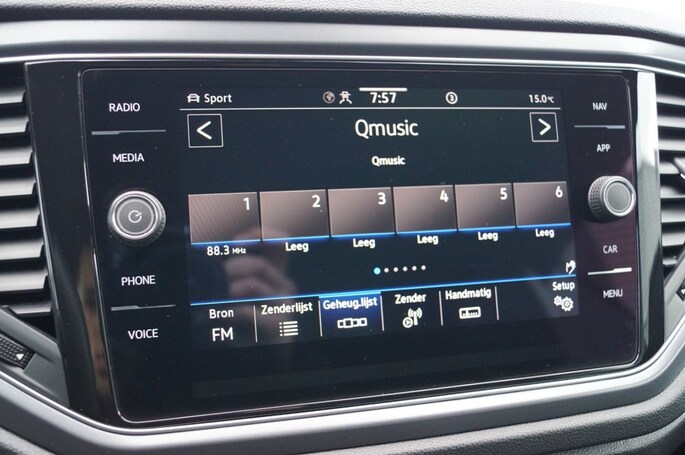 RADIO
MEDIA
PHONE
VOICE
Sport 7:57 3 15.0 °C
Qmusic
Qmusic
1 2 3 4 5 6
88.3 MHz Leeg Leeg Leeg Leeg Leeg
Setup
Bron Zenderlijst Geheug.lijst Zender Handmatig
FM
NAV
APP
CAR
MENU